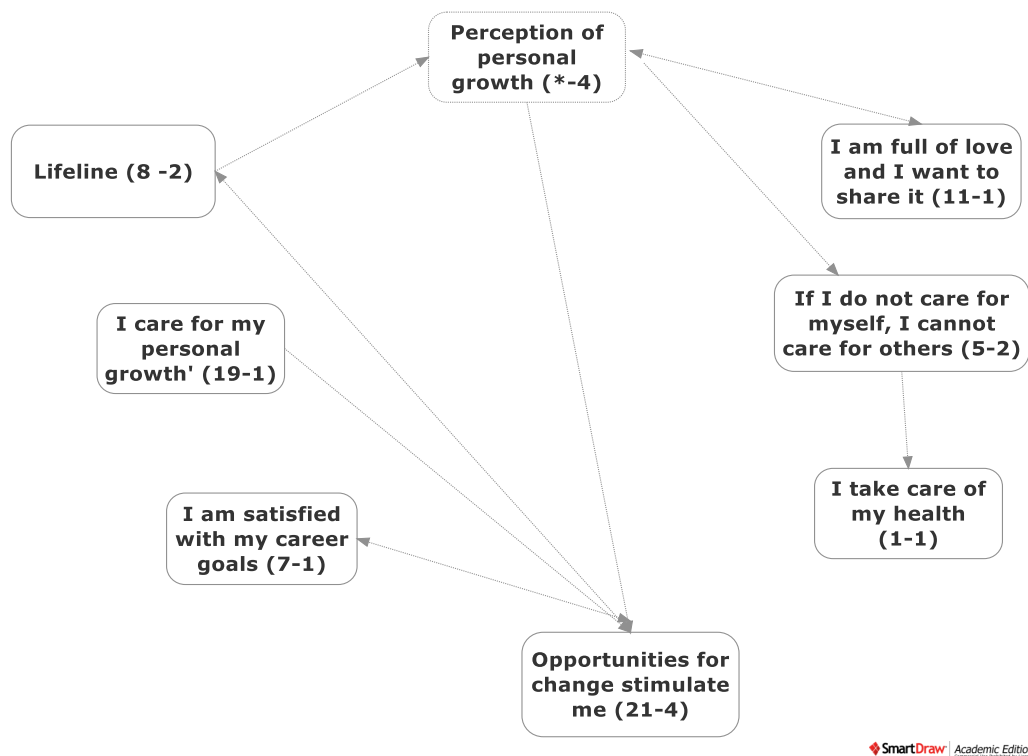 Perception of
personal
growth (*-4)
Lifeline (8 -2)
I am full of love
and I want to
share it (11-1)
If I do not care for
myself, I cannot
care for others (5-2)
I care for my
personal
growth' (19-1)
I take care of
my health
(1-1)
I am satisfied
with my career
goals (7-1)
Opportunities for
change stimulate
me (21-4)
SmartDraw Academic Editio